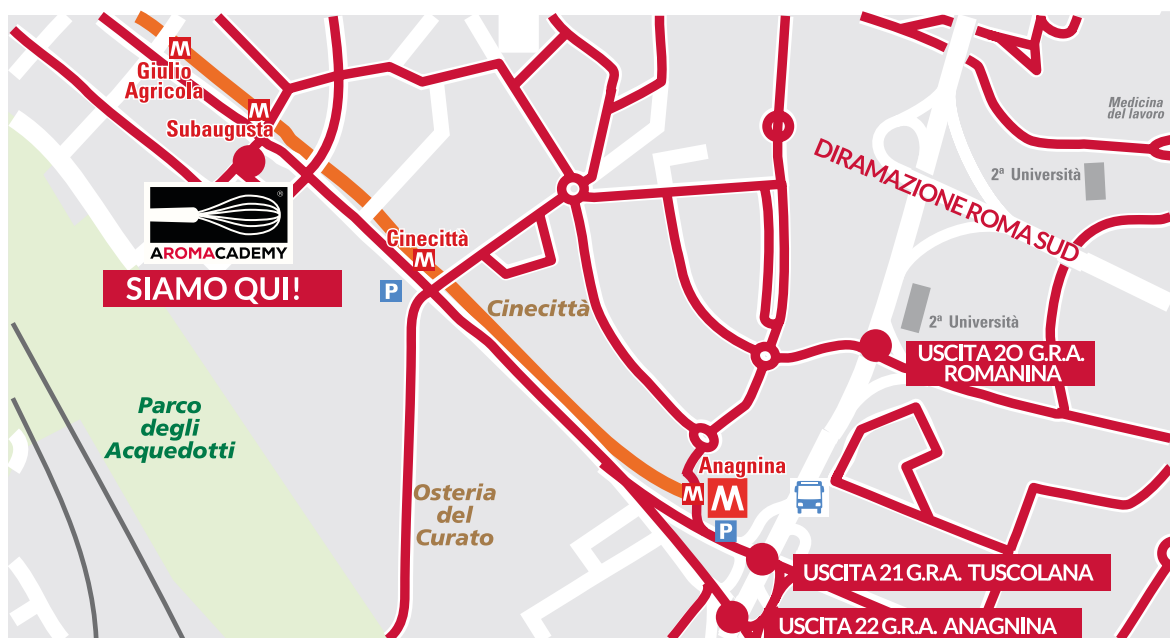 M
Giulio
Agricola
M
Subaugusta
®
AROMACADEMY
SIAMO QUI!
Cinecittà
M
P
Cinecittà
Medicina
del lavoro
2ª Università
DIRAMAZIONE ROMA SUD
2ª Università
USCITA 20 G.R.A.
ROMANINA
Parco
degli
Acquedotti
Osteria
del
Curato
Anagnina
M
M
P
USCITA 21 G.R.A. TUSCOLANA
USCITA 22 G.R.A. ANAGNINA